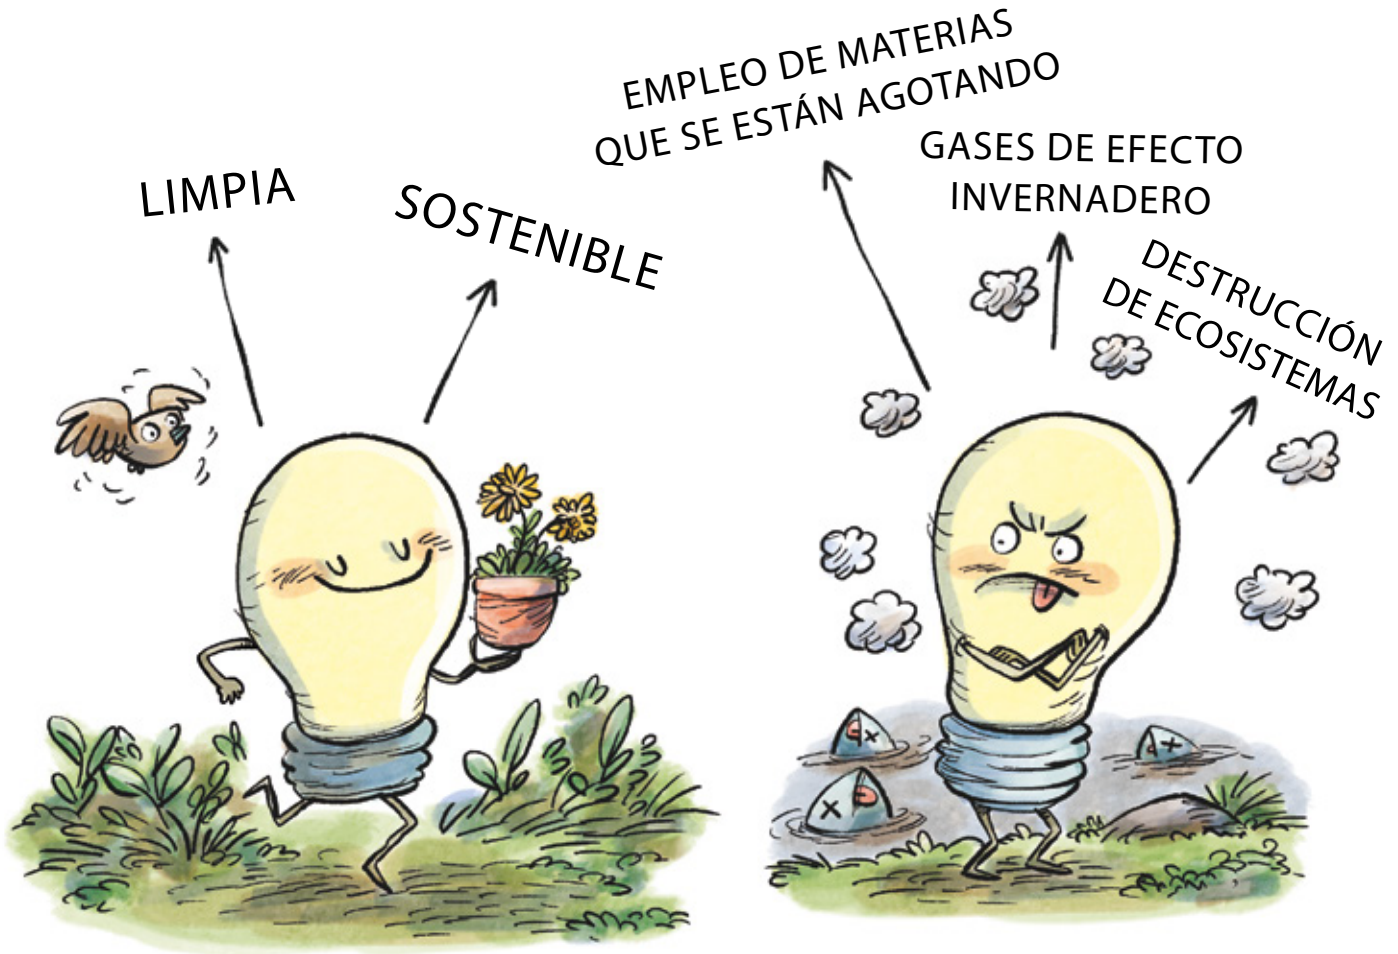 LIMPIA
SOSTENIBLE
EMPLEO DE MATERIAS
QUE SE ESTÁN AGOTANDO
GASES DE EFECTO
INVERNADERO
DESTRUCCIÓN
DE ECOSISTEMAS